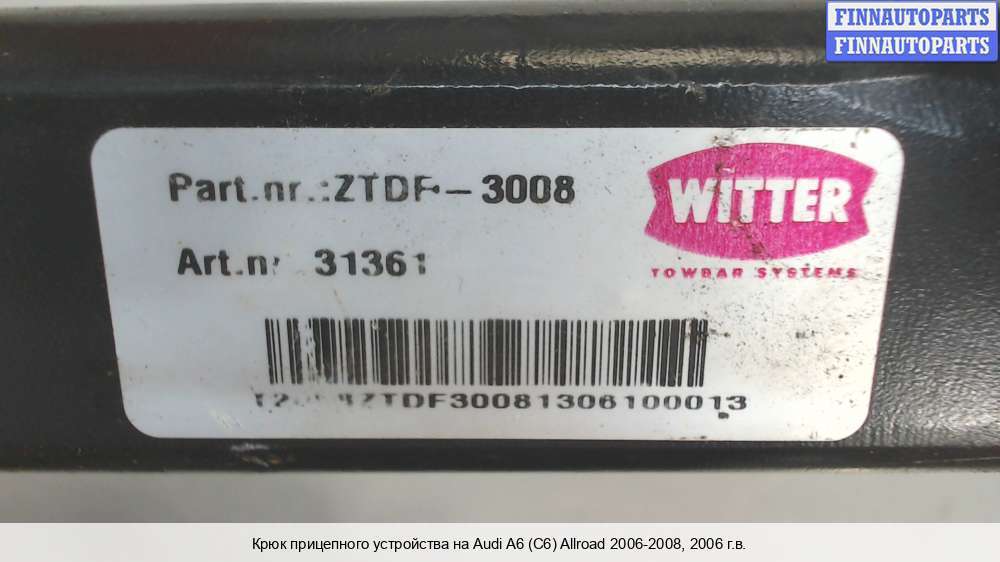 FINNAUTOPARTS
FINNAUTOPARTS
Part.nr.:ZTDF-3008
WITTER
Art.nr 31361
TOWBAR SYSTEMS
Крюк прицепного устройства на Audi A6 (C6) Allroad 2006-2008, 2006 г.в.